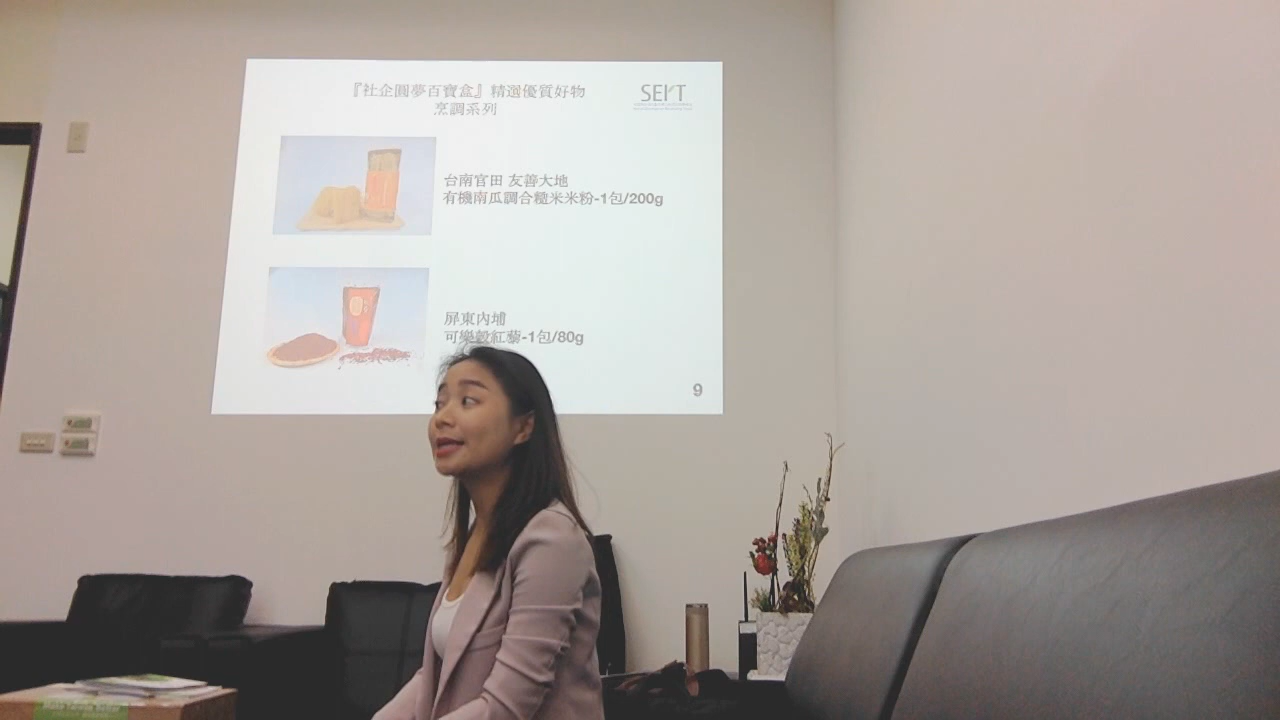 『社企圓夢百寶盒』精選優質好物
烹調系列
SEIT
台南官田 友善大地
有機南瓜調合糙米米粉-1包/200g
屏東內埔
可樂穀紅藜-1包/80g
9